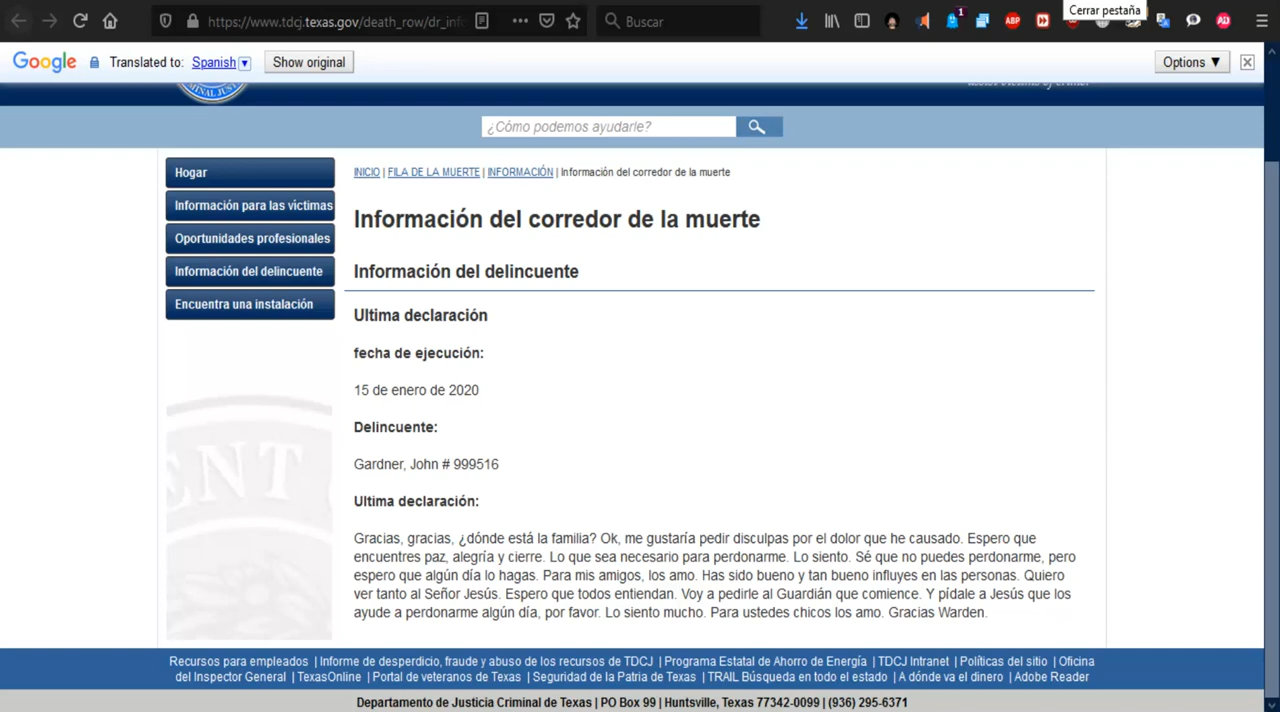 Cerrar pestaña
https://www.tdcj.texas.gov/death_row/dr_info
Buscar
1
ABP
Google Translated to: Spanish Show original Options ▼
MINAL JUST
¿Cómo podemos ayudarle?
Hogar
Información para las víctimas
Oportunidades profesionales
Información del delincuente
Encuentra una instalación
INICIO | FILA DE LA MUERTE | INFORMACIÓN | Información del corredor de la muerte
Información del corredor de la muerte
Información del delincuente
Ultima declaración
fecha de ejecución:
15 de enero de 2020
Delincuente:
Gardner, John # 999516
Ultima declaración:
Gracias, gracias, ¿dónde está la familia? Ok, me gustaría pedir disculpas por el dolor que he causado. Espero que
encuentres paz, alegría y cierre. Lo que sea necesario para perdonarme. Lo siento. Sé que no puedes perdonarme, pero
espero que algún día lo hagas. Para mis amigos, los amo. Has sido bueno y tan bueno influyes en las personas. Quiero
ver tanto al Señor Jesús. Espero que todos entiendan. Voy a pedirle al Guardián que comience. Y pídale a Jesús que los
ayude a perdonarme algún día, por favor. Lo siento mucho. Para ustedes chicos los amo. Gracias Warden.
ENT
Recursos para empleados | Informe de desperdicio, fraude y abuso de los recursos de TDCJ | Programa Estatal de Ahorro de Energía | TDCJ Intranet | Políticas del sitio | Oficina
del Inspector General | TexasOnline | Portal de veteranos de Texas | Seguridad de la Patria de Texas | TRAIL Búsqueda en todo el estado | A dónde va el dinero | Adobe Reader
Departamento de Justicia Criminal de Texas | PO Box 99 | Huntsville, Texas 77342-0099 | (936) 295-6371